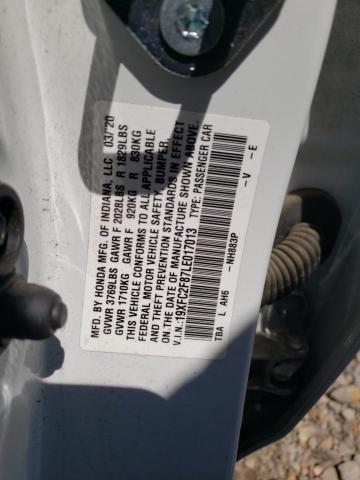 MFD. BY HONDA MFG. OF INDIANA, LLC 03/20
GVWR 3769LBS GAWR F 2028LBS R 1829LBS
GVWR 1710KG GAWR F 920KG R 830KG
THIS VEHICLE CONFORMS TO ALL APPLICABLE
FEDERAL MOTOR VEHICLE SAFETY, BUMPER,
AND THEFT PREVENTION STANDARDS IN EFFECT
ON THE DATE OF MANUFACTURE SHOWN ABOVE.
V.I.N.: 19XFC2F87LE017013 TYPE: PASSENGER CAR
TBA L AH6 -NH883P -V -E